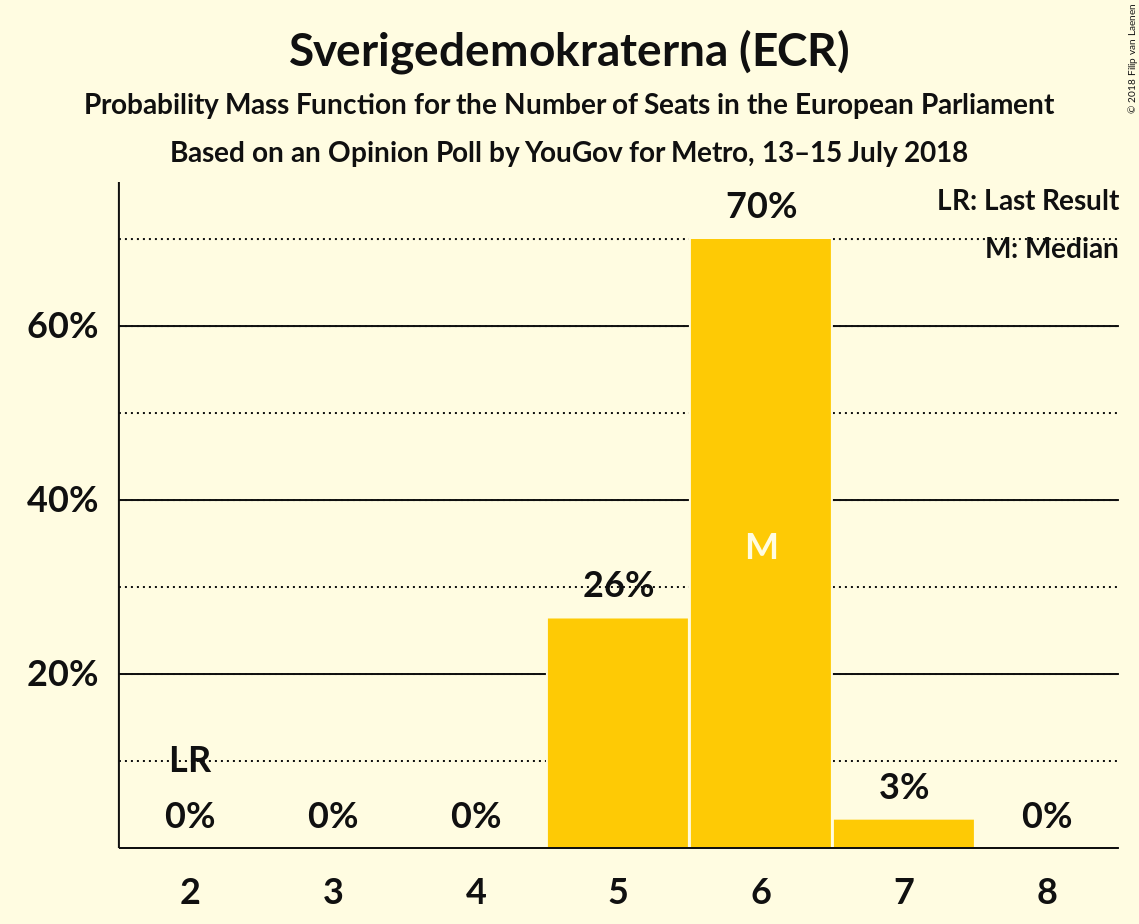 Sverigedemokraterna (ECR)
Probability Mass Function for the Number of Seats in the European Parliament
Based on an Opinion Poll by YouGov for Metro, 13–15 July 2018
© 2018 Filip van Laenen
LR: Last Result
M: Median
70%
60%
40%
M
26%
20%
LR
3%
0%
0%
0%
0%
2
3
4
5
6
7
8